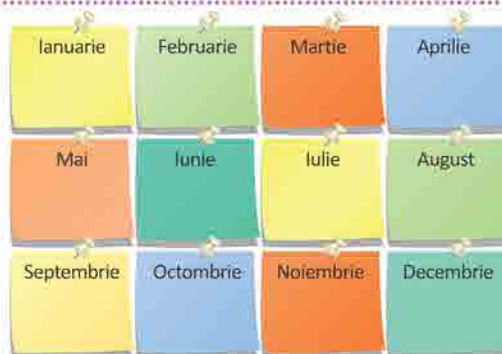 Ianuarie Februarie Martie Aprilie
Mai Iunie Iulie August
Septembrie Octombrie Noiembrie Decembrie